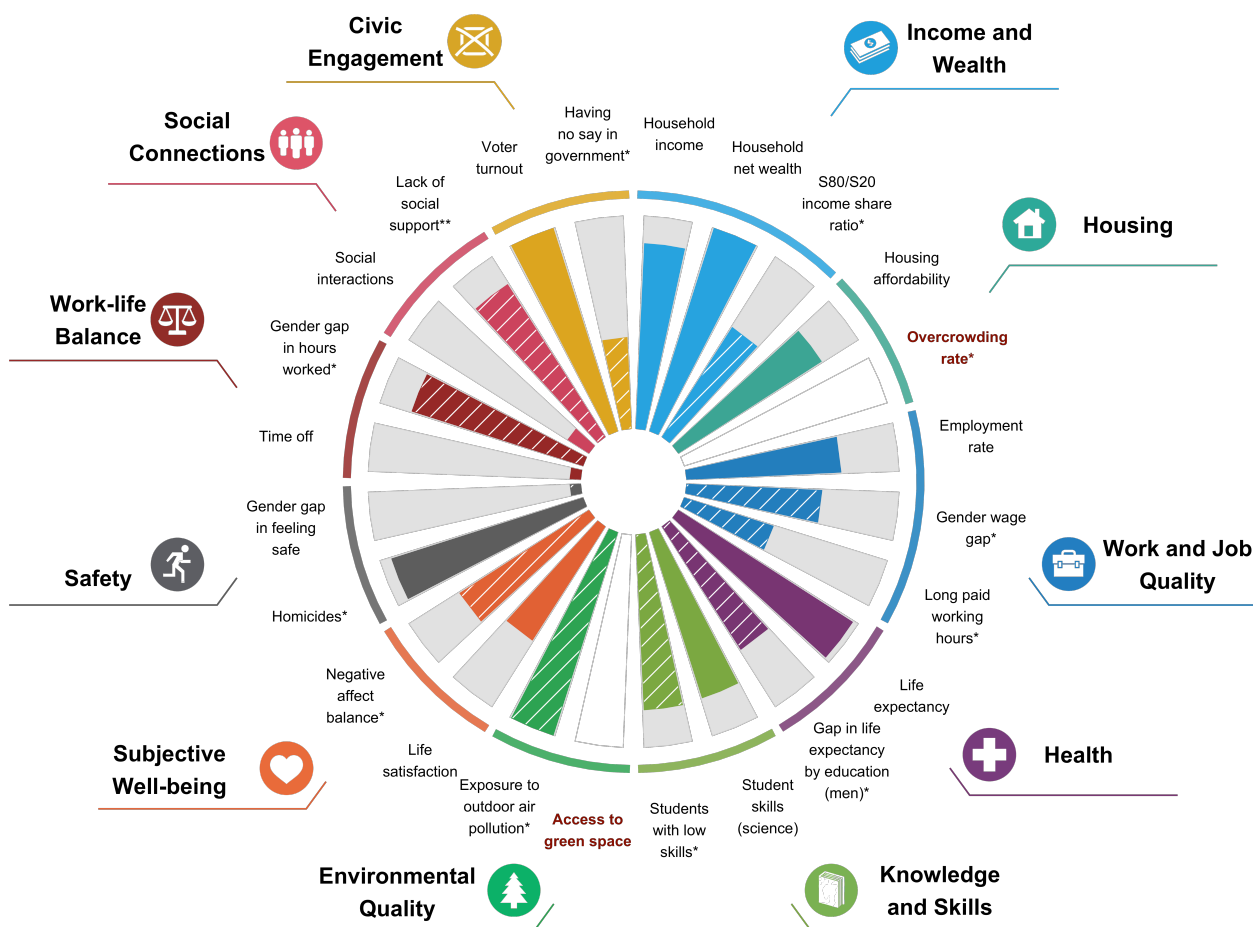 Civic
Engagement
Income and
Wealth
Social
Connections
Having
no say in
government*
Household
income
Voter
turnout
Household
net wealth
Lack of
social
support**
S80/S20
income share
ratio*
Housing
Social
interactions
Housing
affordability
Work-life
Balance
Gender gap
in hours
worked*
Overcrowding
rate*
Time off
Employment
rate
Gender gap
in feeling
safe
Gender wage
gap*
Work and Job
Quality
Safety
Homicides*
Long paid
working
hours*
Negative
affect
balance*
Life
expectancy
Subjective
Well-being
Life
satisfaction
Gap in life
expectancy
by education
(men)*
Health
Exposure to
outdoor air
pollution*
Access to
green space
Students
with low
skills*
Student
skills
(science)
Environmental
Quality
Knowledge
and Skills